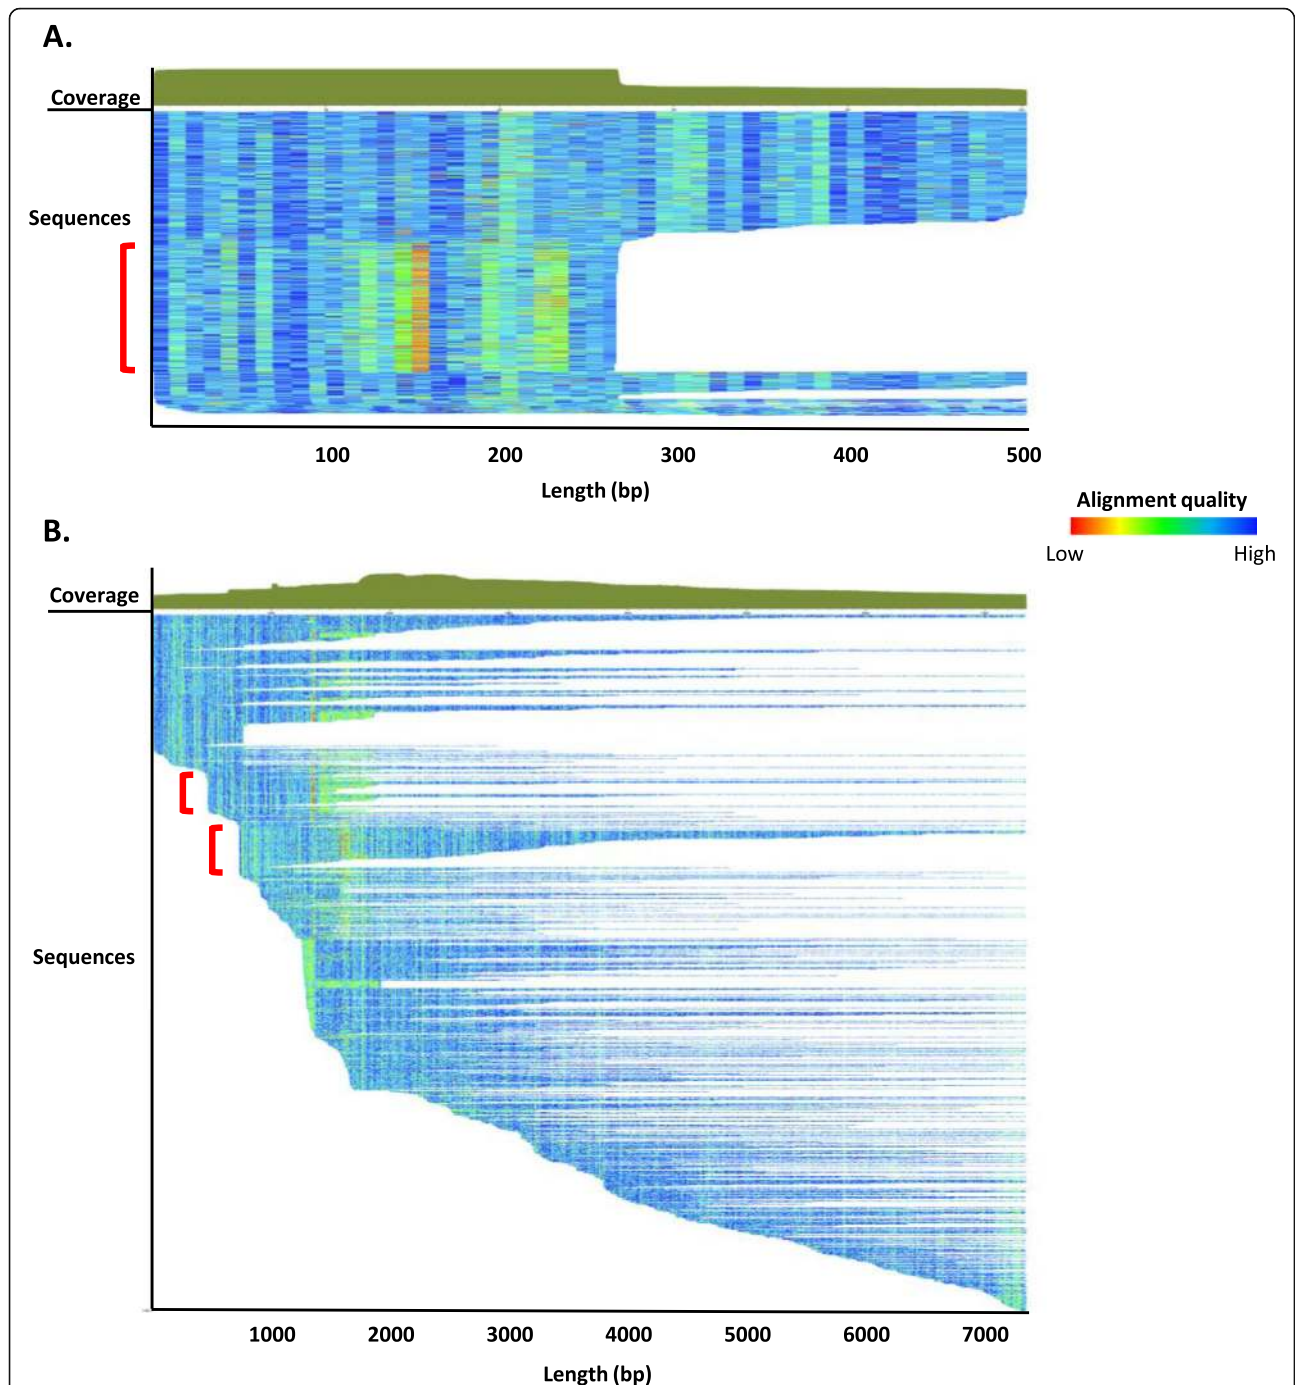 A.
Coverage
Sequences
100 200 300 400 500
Length (bp)
Alignment quality
Low High
B.
Coverage
Sequences
1000 2000 3000 4000 5000 6000 7000
Length (bp)